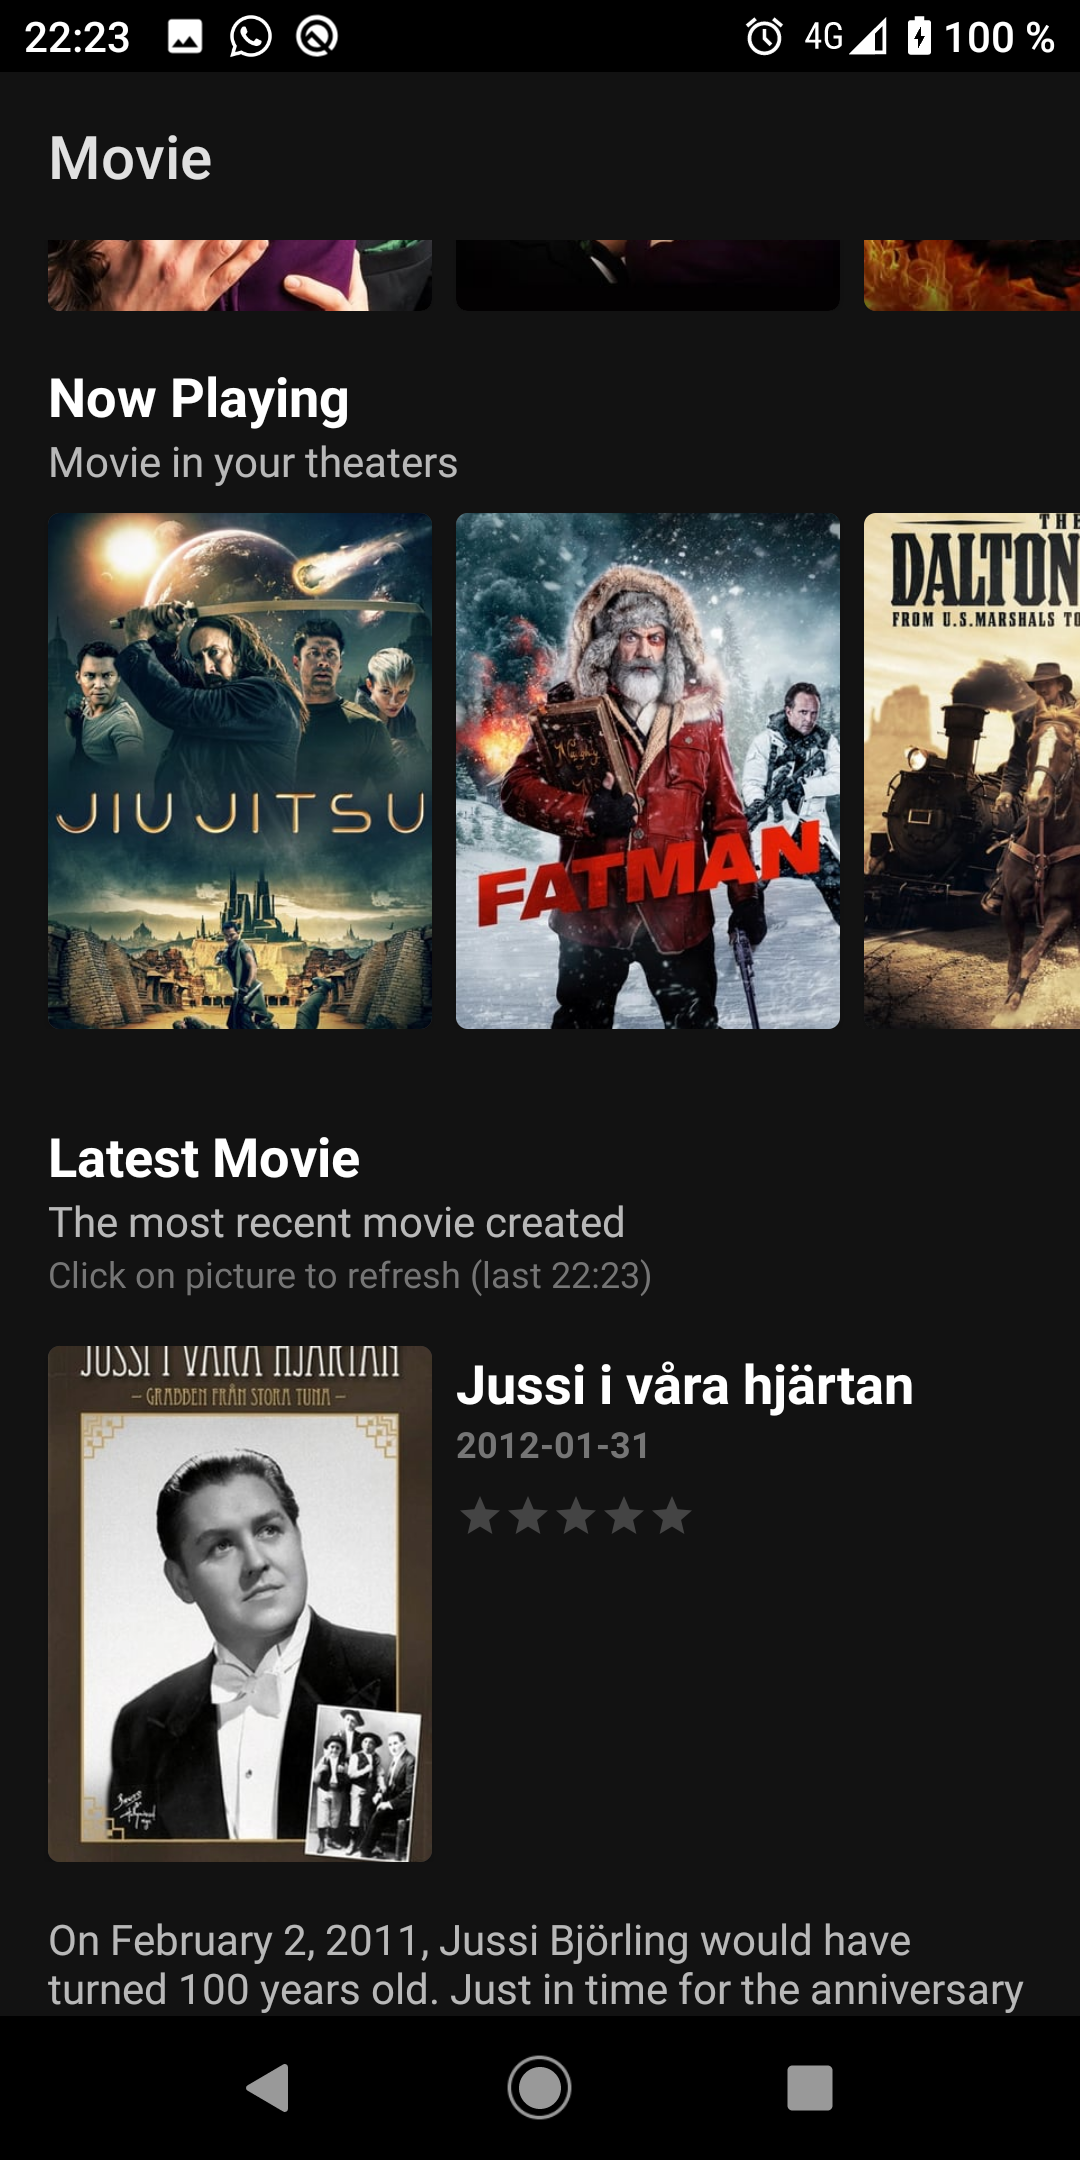 22:23
4G
100 %
Movie
Now Playing
Movie in your theaters
JIU JITSU
Naughty
FATMAN
THE
DALTON
FROM U.S.MARSHALS TO
Latest Movie
The most recent movie created
Click on picture to refresh (last 22:23)
JUSSI I VÅRA HJÄRTAN
– GRABBEN FRÅN STORA TUNA –
Jussi i våra hjärtan
2012-01-31
On February 2, 2011, Jussi Björling would have
turned 100 years old. Just in time for the anniversary